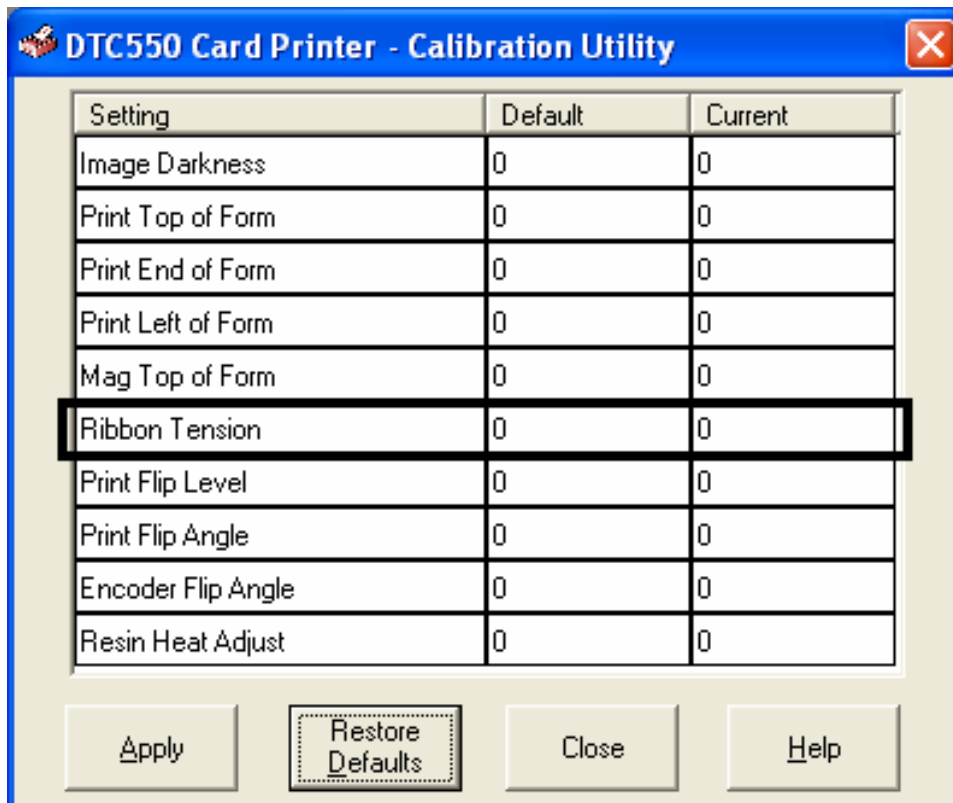 DTC550 Card Printer - Calibration Utility
Setting Default Current
Image Darkness 0 0
Print Top of Form 0 0
Print End of Form 0 0
Print Left of Form 0 0
Mag Top of Form 0 0
Ribbon Tension 0 0
Print Flip Level 0 0
Print Flip Angle 0 0
Encoder Flip Angle 0 0
Resin Heat Adjust 0 0
Apply
Restore
Defaults
Close
Help